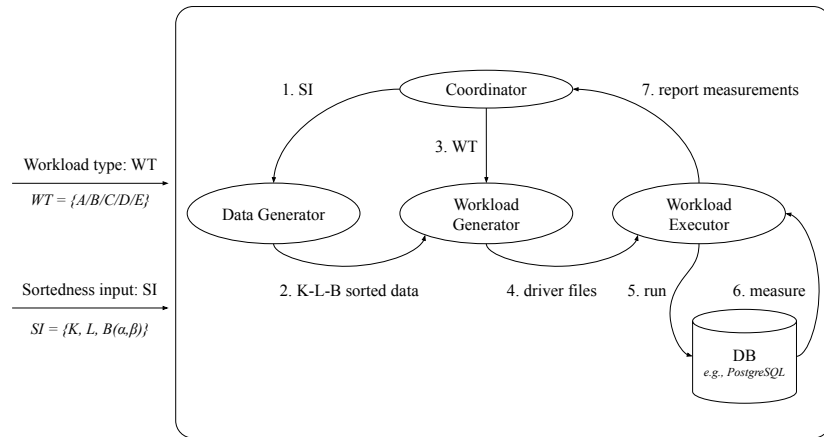 1. SI
Coordinator
7. report measurements
3. WT
Workload type: WT
WT = {A/B/C/D/E}
Data Generator
Workload
Generator
Workload
Executor
Sortedness input: SI
SI = {K, L, B(α,β)}
2. K-L-B sorted data
4. driver files
5. run
6. measure
DB
e.g., PostgreSQL